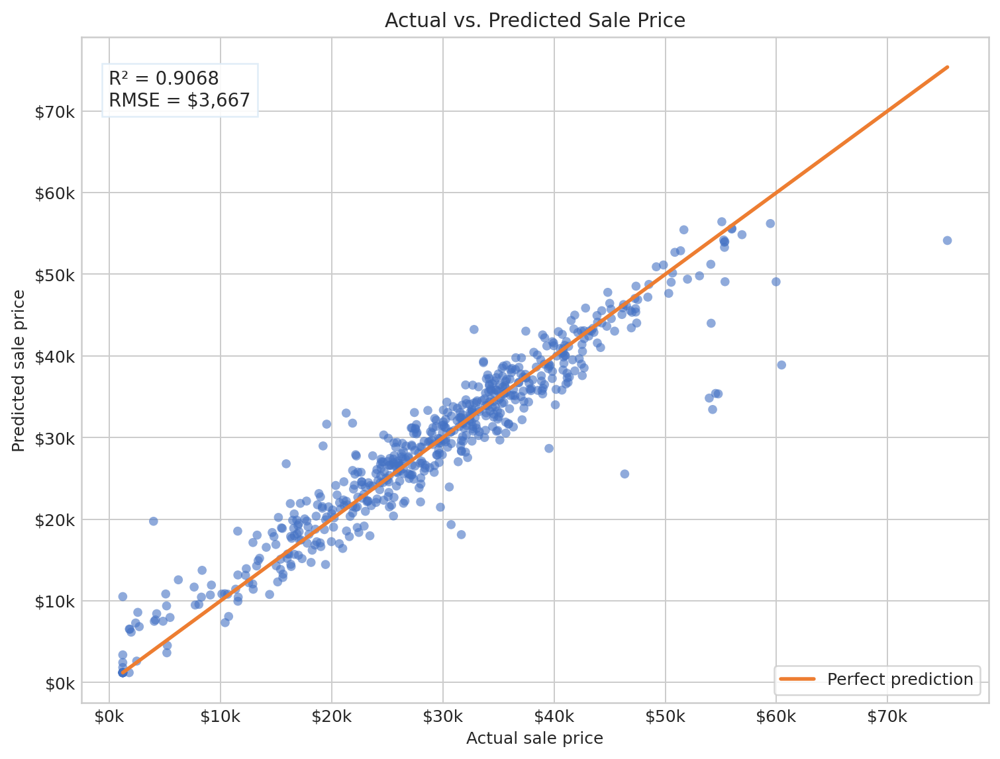 Actual vs. Predicted Sale Price
R² = 0.9068
RMSE = $3,667
$70k
$60k
$50k
$40k
$30k
$20k
$10k
$0k
Predicted sale price
Perfect prediction
$0k $10k $20k $30k $40k $50k $60k $70k
Actual sale price